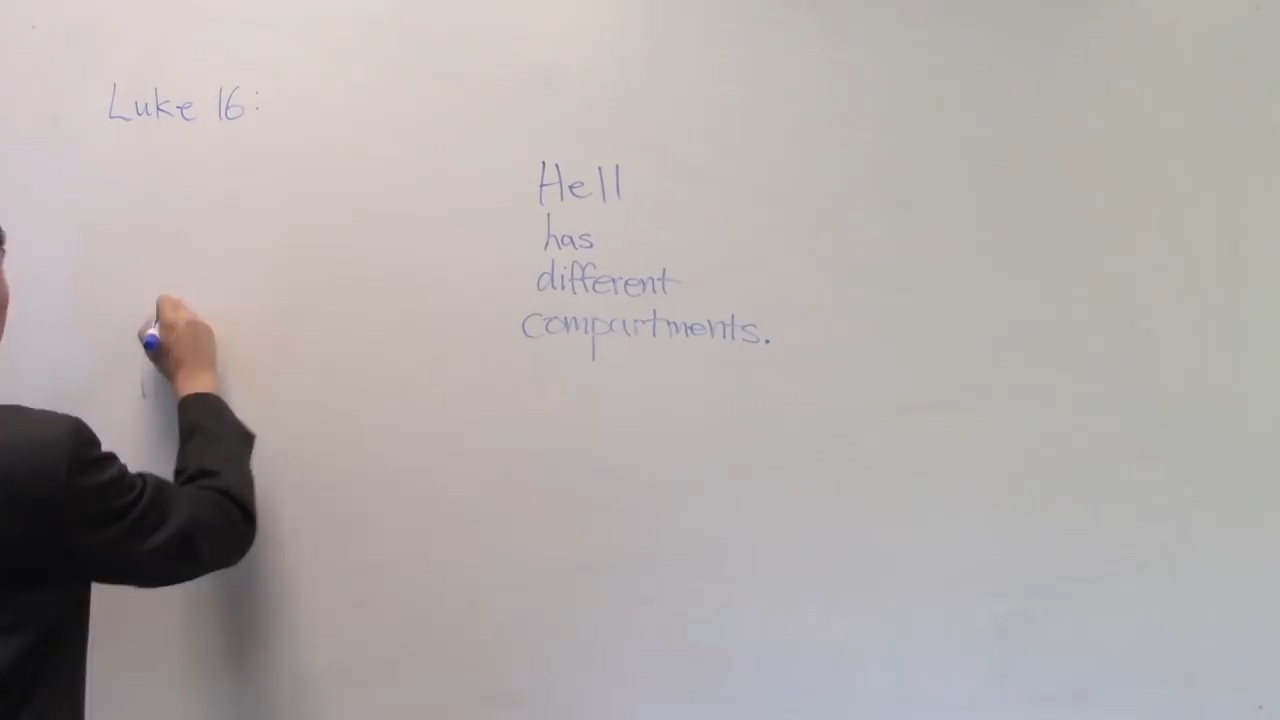 Luke 16:
Hell
has
different
compartments.